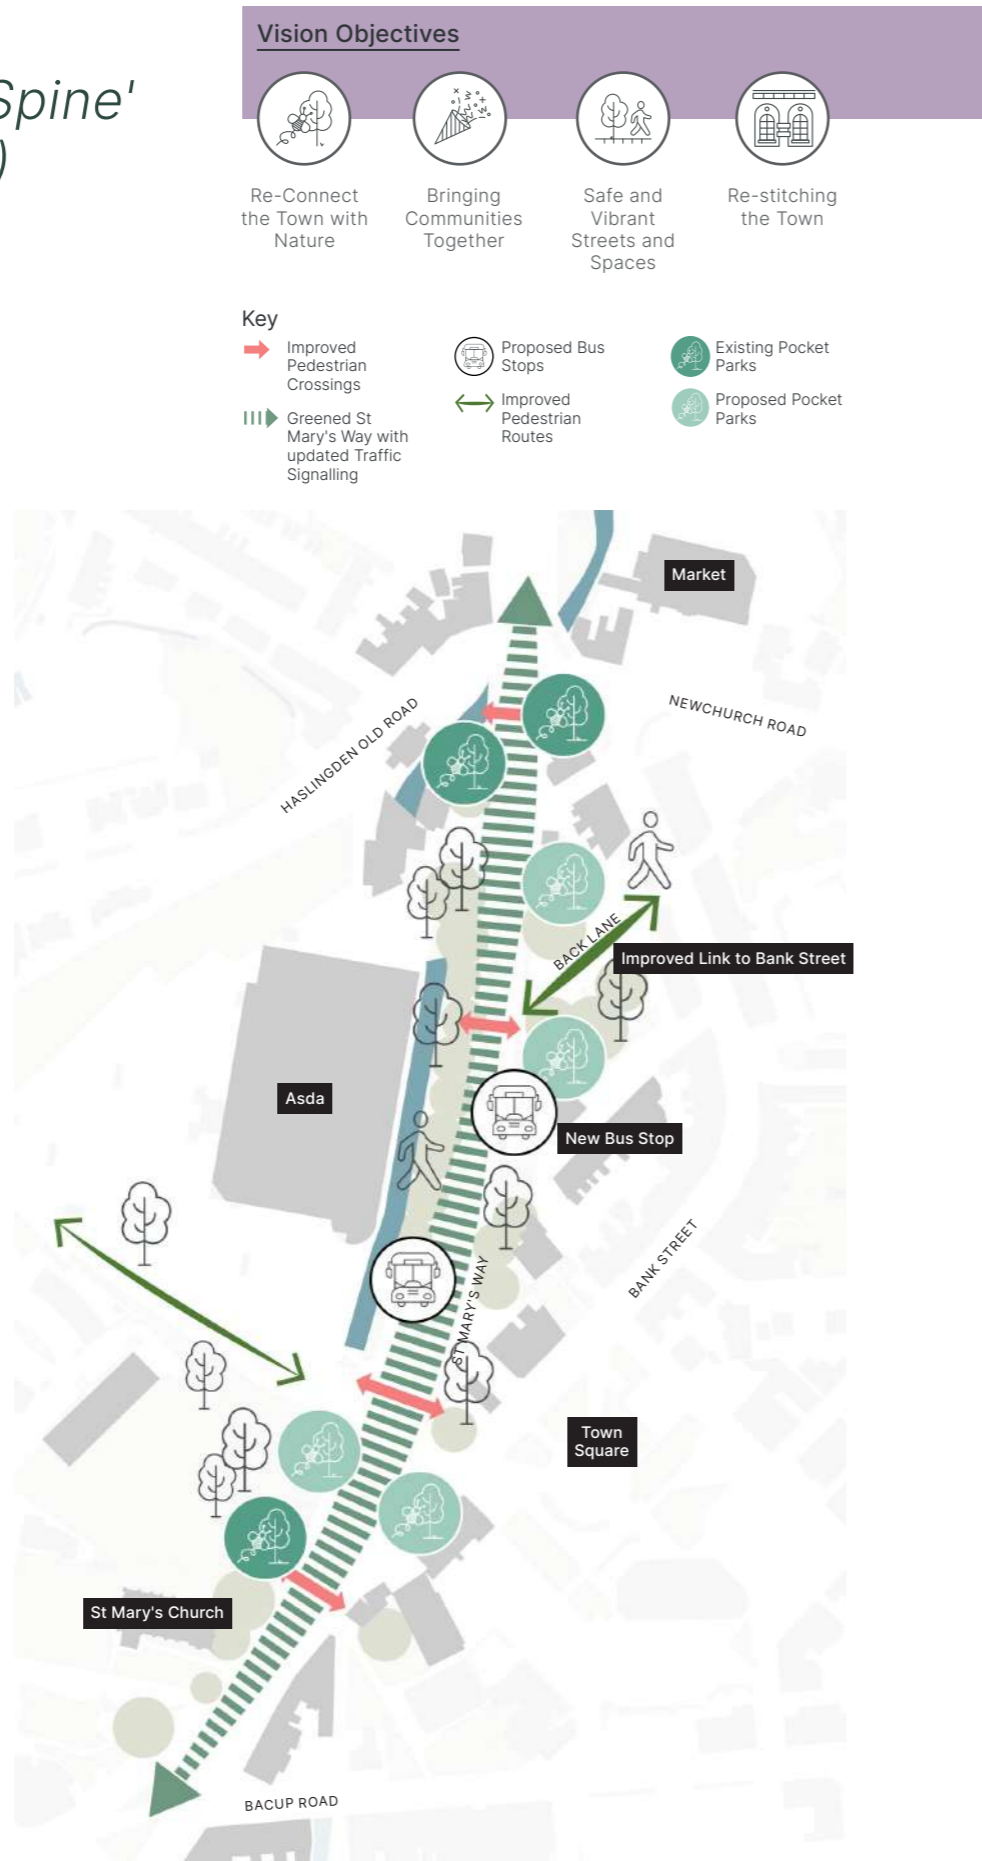 Spine'
)
Vision Objectives
Re-Connect
the Town with
Nature
Bringing
Communities
Together
Safe and
Vibrant
Streets and
Spaces
Re-stitching
the Town
Key
Improved
Pedestrian
Crossings
Greened St
Mary's Way with
updated Traffic
Signalling
Proposed Bus
Stops
Improved
Pedestrian
Routes
Existing Pocket
Parks
Proposed Pocket
Parks
Market
NEWCHURCH ROAD
HASLINGDEN OLD ROAD
BACK LANE
Improved Link to Bank Street
Asda
New Bus Stop
BANK STREET
ST MARY'S WAY
Town
Square
St Mary's Church
BACUP ROAD